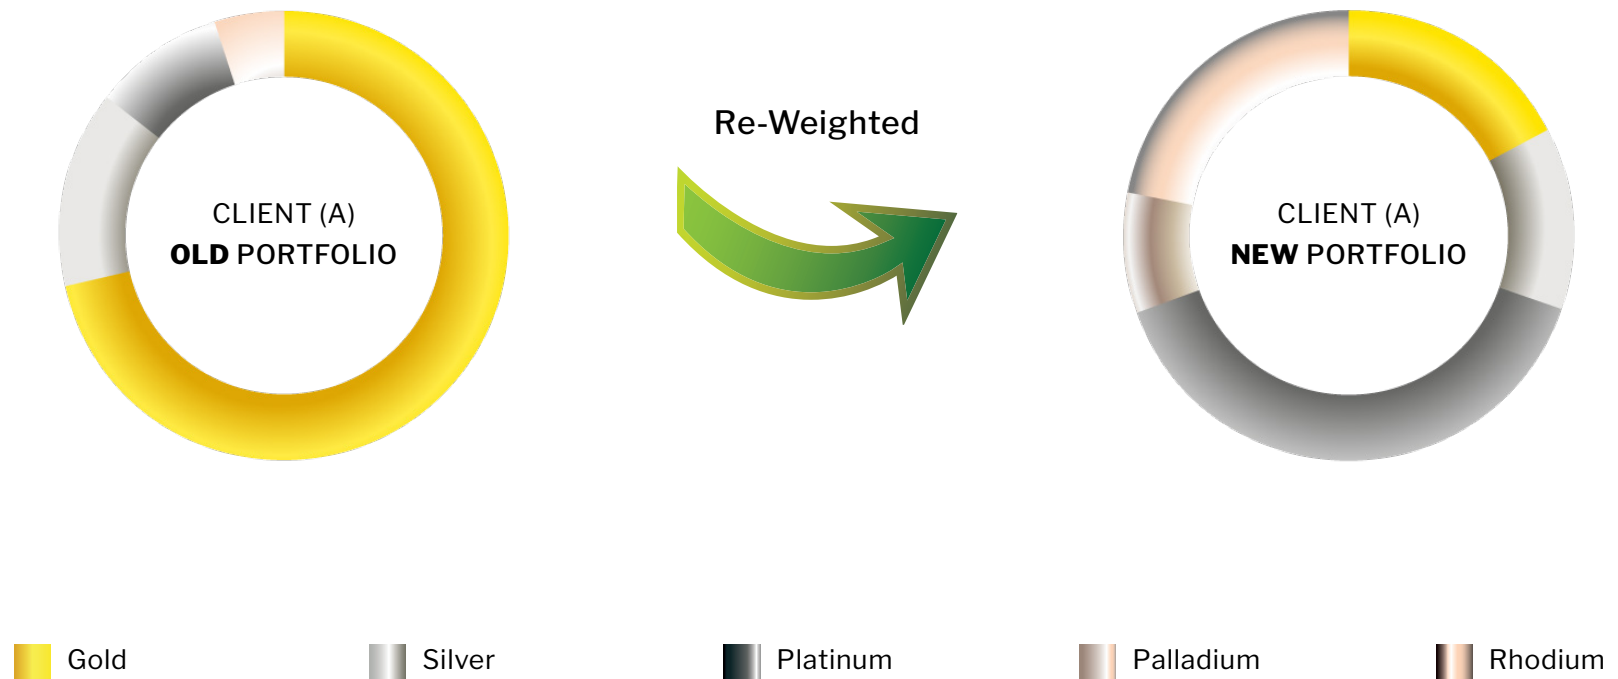 Re-Weighted
CLIENT (A)
OLD PORTFOLIO
CLIENT (A)
NEW PORTFOLIO
Gold
Silver
Platinum
Palladium
Rhodium